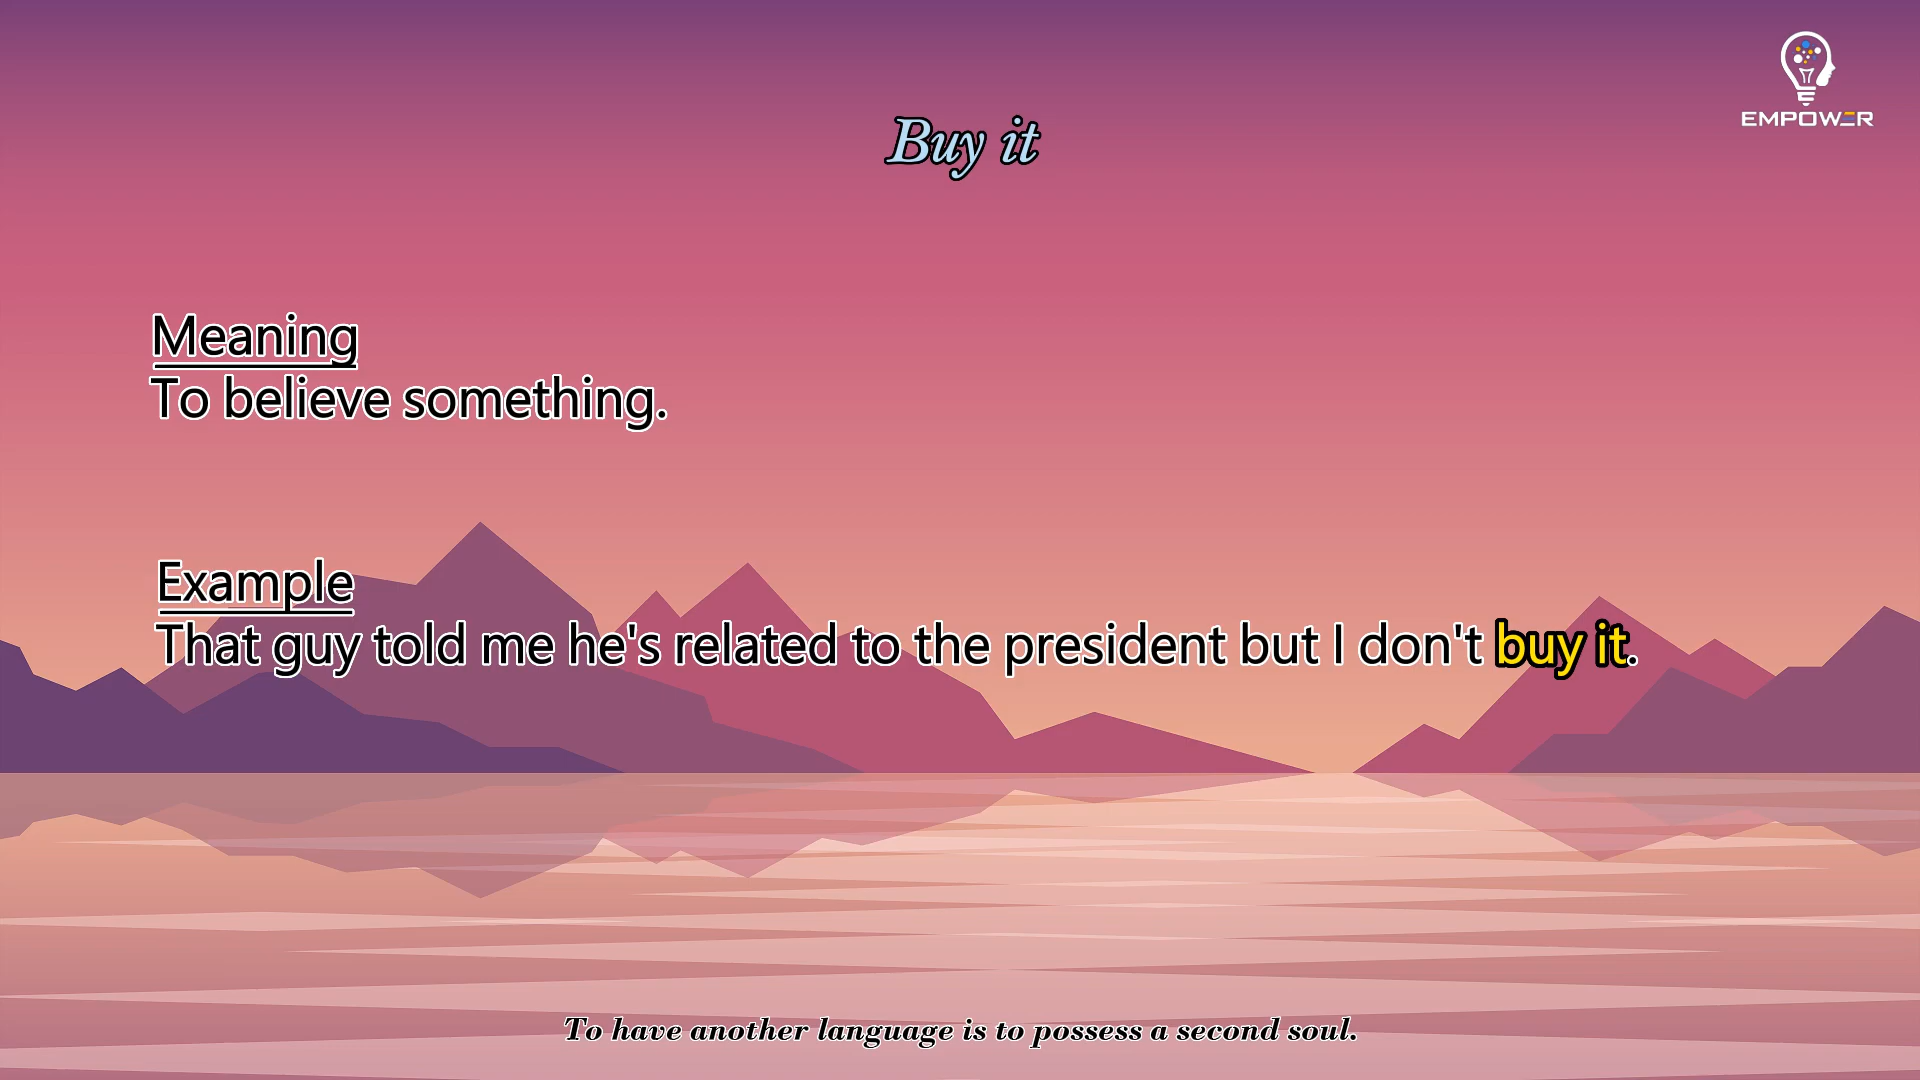 EMPOWER
Buy it
Meaning
To believe something.
Example
That guy told me he's related to the president but I don't buy it.
To have another language is to possess a second soul.